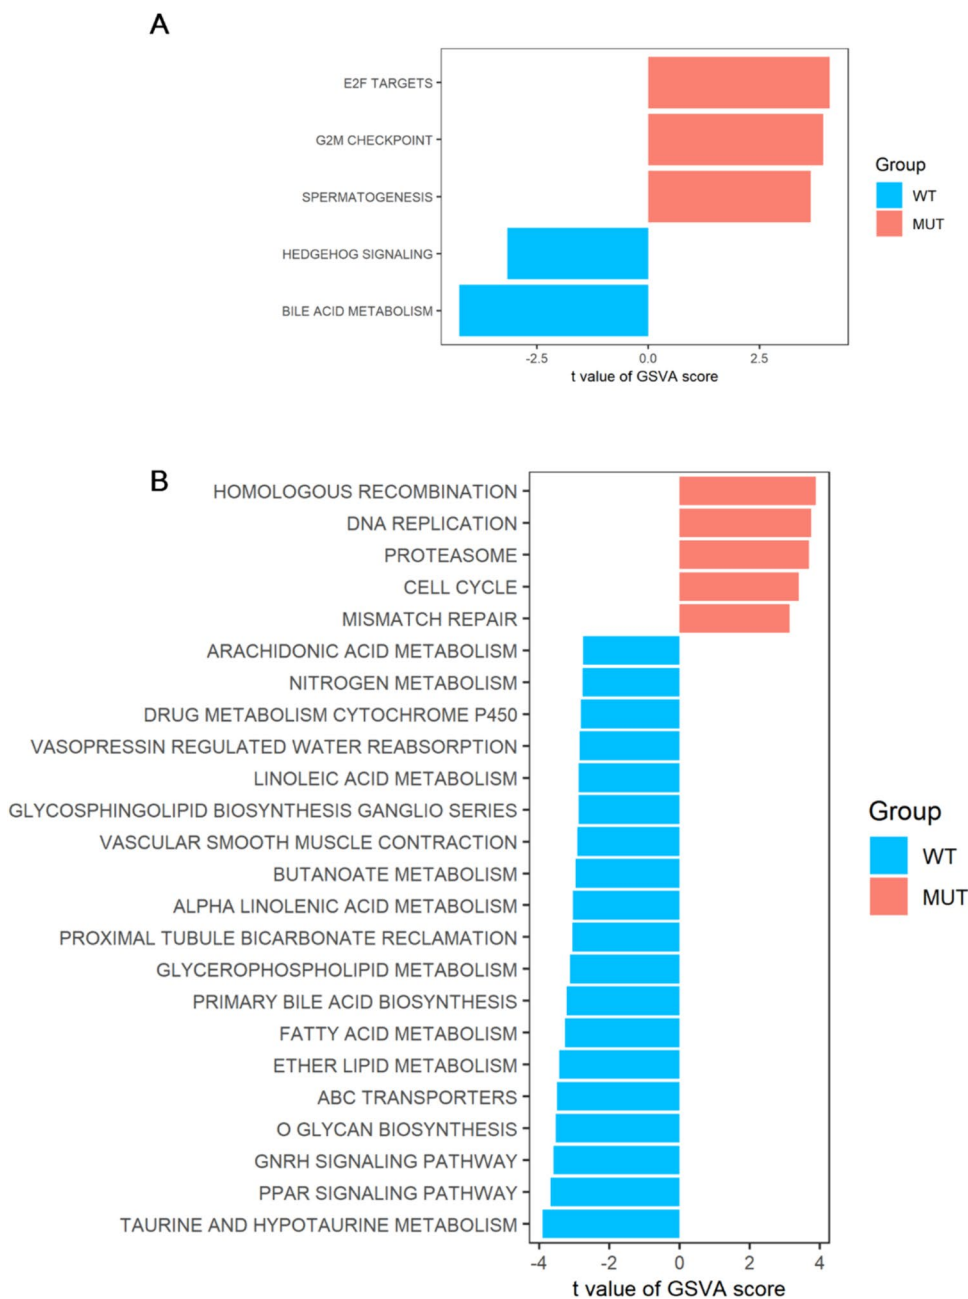 A
E2F TARGETS
G2M CHECKPOINT
SPERMATOGENESIS
HEDGEHOG SIGNALING
BILE ACID METABOLISM
-2.5 0.0 2.5
t value of GSVA score
Group
WT
MUT
B
HOMOLOGOUS RECOMBINATION
DNA REPLICATION
PROTEASOME
CELL CYCLE
MISMATCH REPAIR
ARACHIDONIC ACID METABOLISM
NITROGEN METABOLISM
DRUG METABOLISM CYTOCHROME P450
VASOPRESSIN REGULATED WATER REABSORPTION
LINOLEIC ACID METABOLISM
GLYCOSPHINGOLIPID BIOSYNTHESIS GANGLIO SERIES
VASCULAR SMOOTH MUSCLE CONTRACTION
BUTANOATE METABOLISM
ALPHA LINOLENIC ACID METABOLISM
PROXIMAL TUBULE BICARBONATE RECLAMATION
GLYCEROPHOSPHOLIPID METABOLISM
PRIMARY BILE ACID BIOSYNTHESIS
FATTY ACID METABOLISM
ETHER LIPID METABOLISM
ABC TRANSPORTERS
O GLYCAN BIOSYNTHESIS
GNRH SIGNALING PATHWAY
PPAR SIGNALING PATHWAY
TAURINE AND HYPOTAURINE METABOLISM
-4 -2 0 2 4
t value of GSVA score
Group
WT
MUT